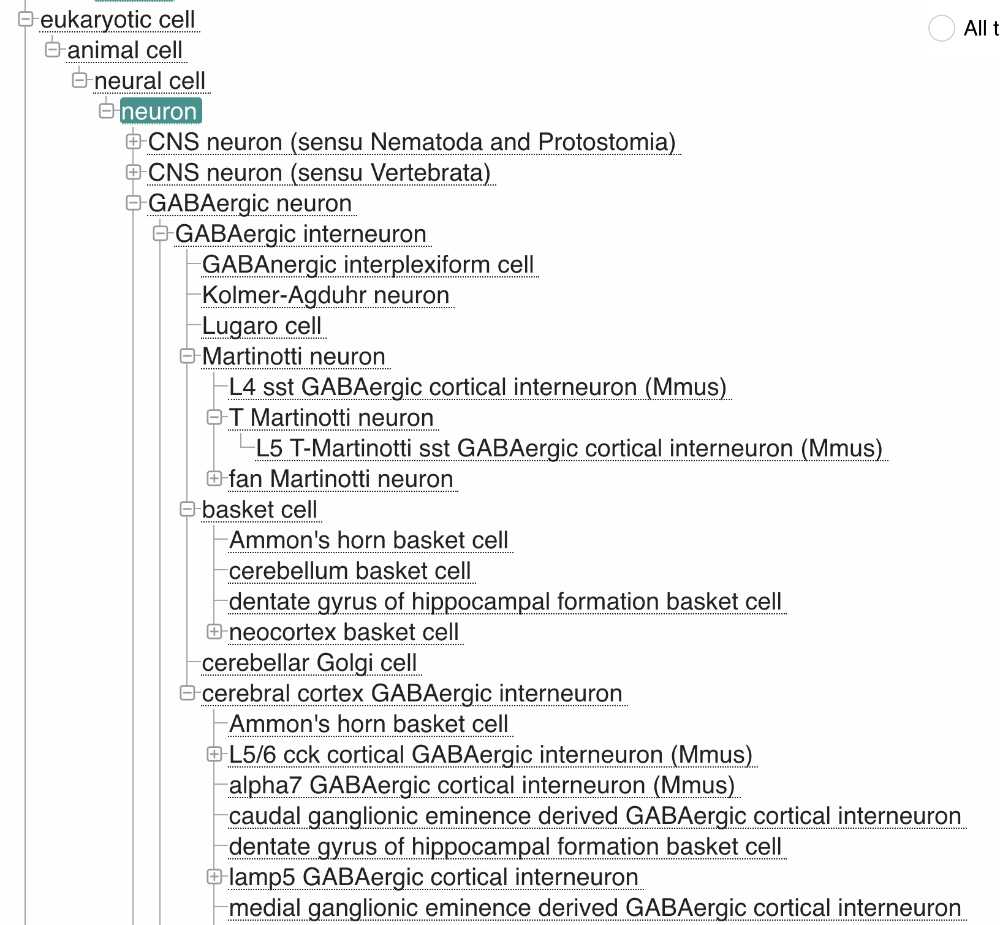 eukaryotic cell
All t
animal cell
neural cell
neuron
CNS neuron (sensu Nematoda and Protostomia)
CNS neuron (sensu Vertebrata)
GABAergic neuron
GABAergic interneuron
GABAnergic interplexiform cell
Kolmer-Agduhr neuron
Lugaro cell
Martinotti neuron
L4 sst GABAergic cortical interneuron (Mmus)
T Martinotti neuron
L5 T-Martinotti sst GABAergic cortical interneuron (Mmus)
fan Martinotti neuron
basket cell
Ammon's horn basket cell
cerebellum basket cell
dentate gyrus of hippocampal formation basket cell
neocortex basket cell
cerebellar Golgi cell
cerebral cortex GABAergic interneuron
Ammon's horn basket cell
L5/6 cck cortical GABAergic interneuron (Mmus)
alpha7 GABAergic cortical interneuron (Mmus)
caudal ganglionic eminence derived GABAergic cortical interneuron
dentate gyrus of hippocampal formation basket cell
lamp5 GABAergic cortical interneuron
medial ganglionic eminence derived GABAergic cortical interneuron